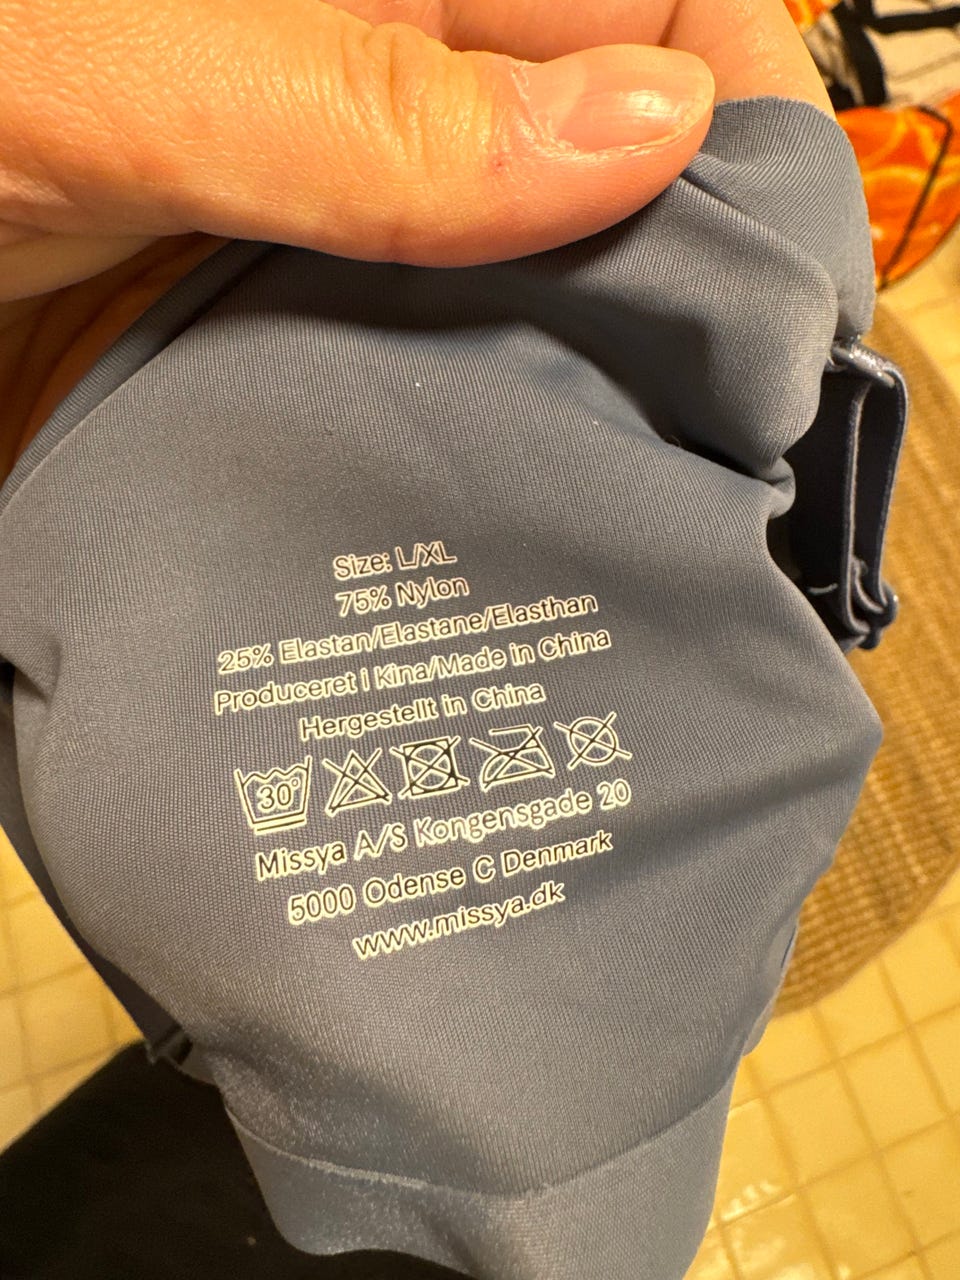 Size: L/XL
75% Nylon
25% Elastan/Elastane/Elasthan
Produceret i Kina/Made in China
Hergestellt in China
30°
Missya A/S Kongensgade 20
5000 Odense C Denmark
www.missya.dk